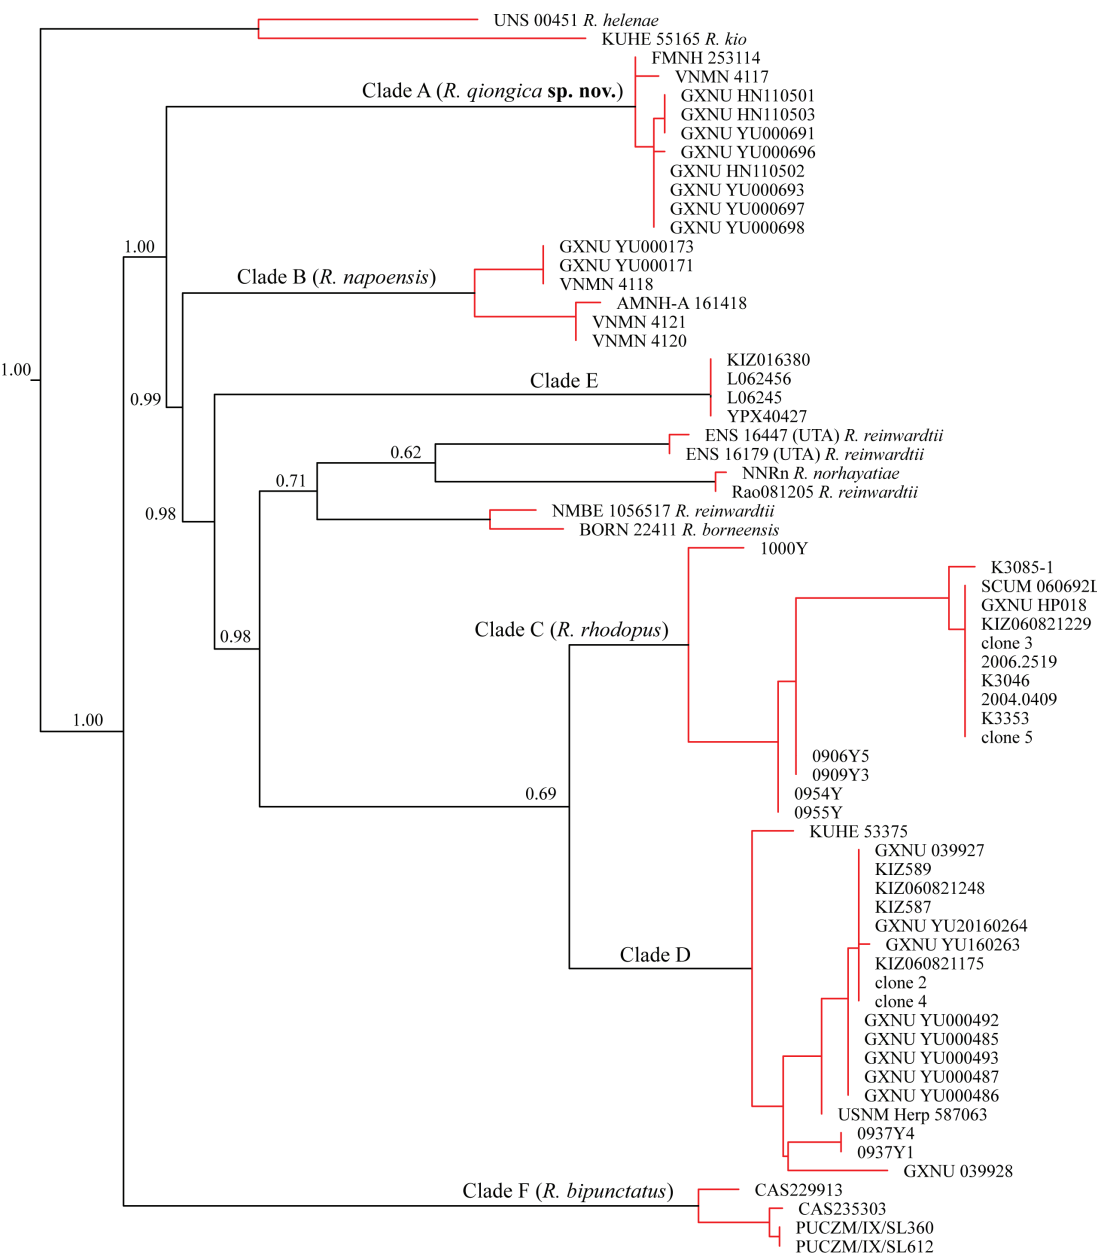 UNS 00451 R. helenae
KUHE 55165 R. kio
FMNH 253114
VNMN 4117
Clade A (R. qiongica sp. nov.)
GXNU HN110501
GXNU HN110503
GXNU YU000691
GXNU YU000696
GXNU HN110502
GXNU YU000693
GXNU YU000697
GXNU YU000698
1.00
GXNU YU000173
GXNU YU000171
Clade B (R. napoensis)
VNMN 4118
AMNH-A 161418
VNMN 4121
VNMN 4120
KIZ016380
1.00
L062456
Clade E
L06245
0.99
YPX40427
ENS 16447 (UTA) R. reinwardtii
0.62
ENS 16179 (UTA) R. reinwardtii
NNRn R. norhayatiae
0.71
Rao081205 R. reinwardtii
NMBE 1056517 R. reinwardtii
0.98
BORN 22411 R. borneensis
1000Y
K3085-1
SCUM 060692L
GXNU HP018
KIZ060821229
Clade C (R. rhodopus)
0.98
clone 3
2006.2519
K3046
2004.0409
K3353
1.00
clone 5
0906Y5
0909Y3
0.69
0954Y
0955Y
KUHE 53375
GXNU 039927
KIZ589
KIZ060821248
KIZ587
GXNU YU20160264
GXNU YU160263
Clade D
KIZ060821175
clone 2
clone 4
GXNU YU000492
GXNU YU000485
GXNU YU000493
GXNU YU000487
GXNU YU000486
USNM Herp 587063
0937Y4
0937Y1
GXNU 039928
Clade F (R. bipunctatus)
CAS229913
CAS235303
PUCZM/IX/SL360
PUCZM/IX/SL612